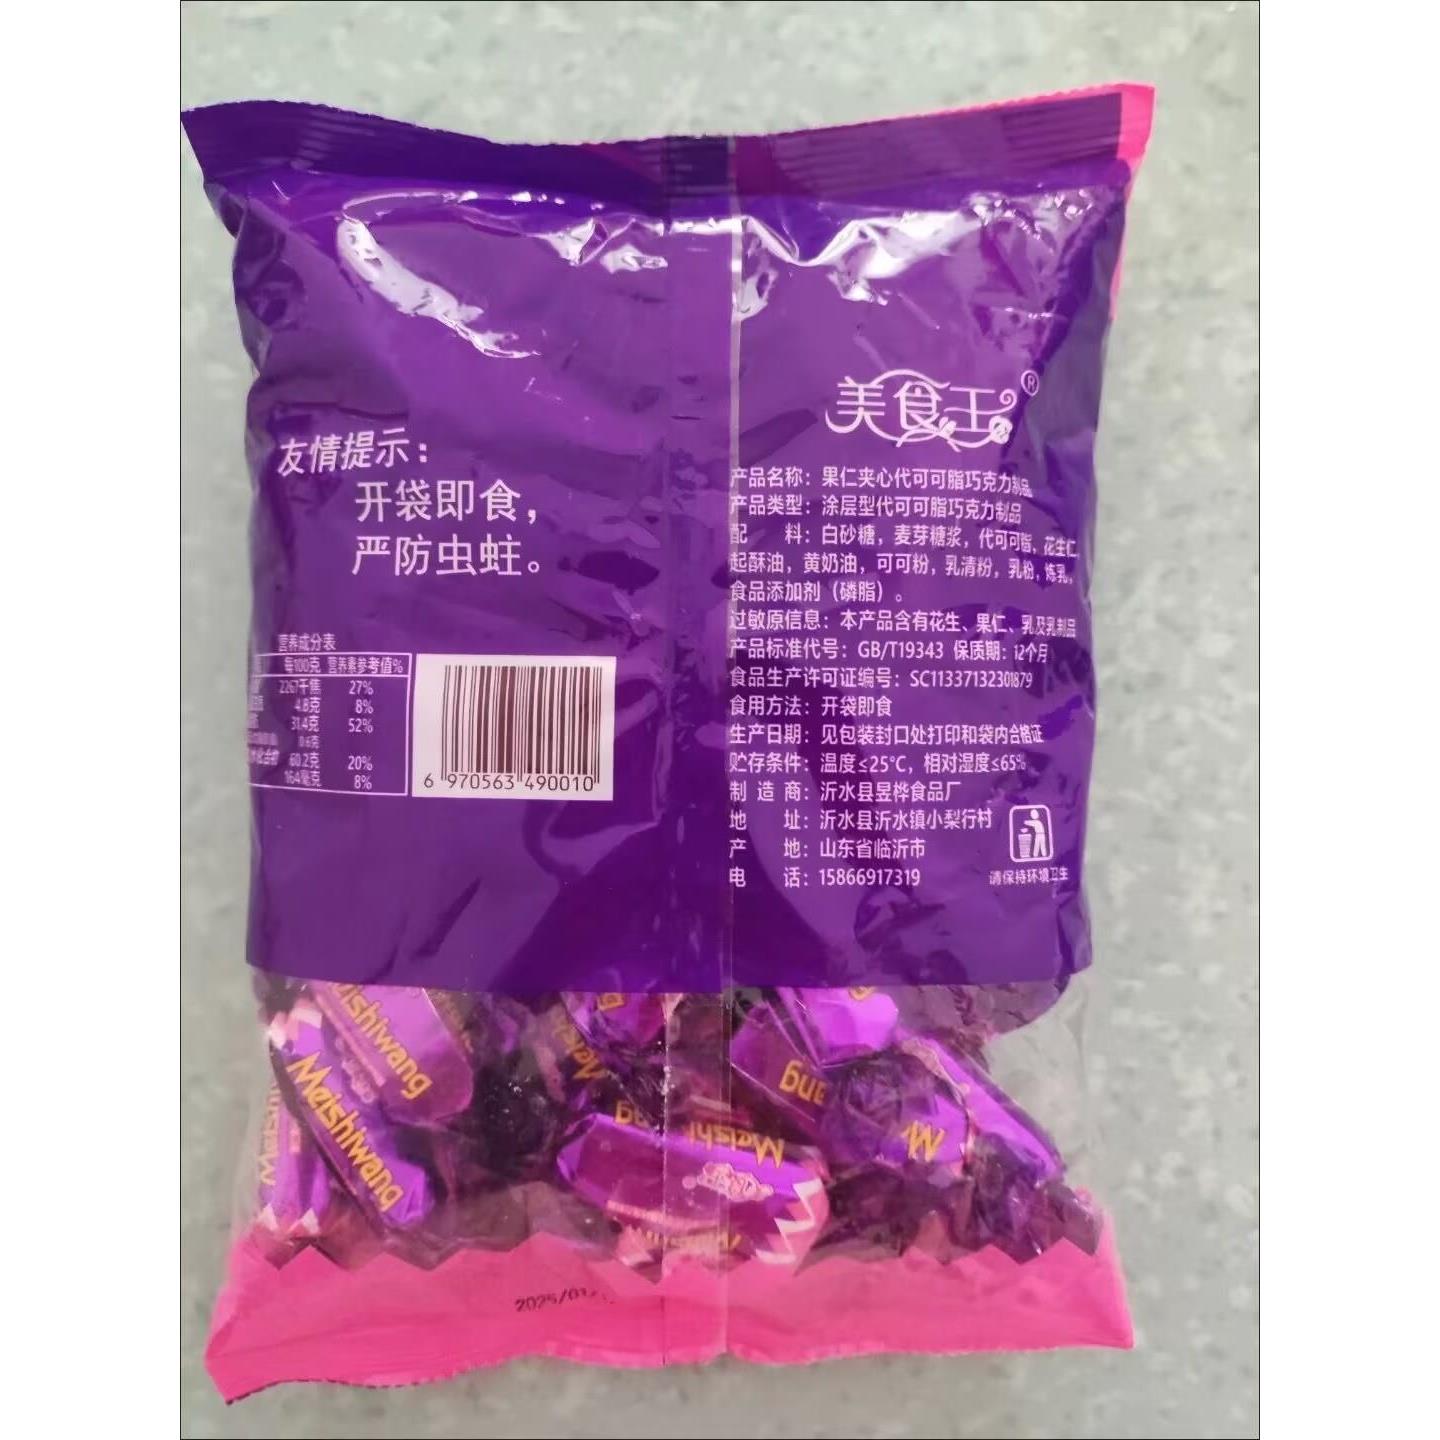 友情提示：
开袋即食，
严防虫蛀。
营养成分表
每100克 营养素参考值%
2267千焦 27%
4.8克 8%
31.4克 52%
60.2克 20%
164毫克 8%
6 970563 490010
美食王®
产品名称：果仁夹心代可可脂巧克力制品
产品类型：涂层型代可可脂巧克力制品
配 料：白砂糖，麦芽糖浆，代可可脂，花生仁
起酥油，黄奶油，可可粉，乳清粉，乳粉，炼乳，
食品添加剂（磷脂）。
过敏原信息：本产品含有花生、果仁、乳及乳制品
产品标准代号：GB/T19343 保质期：12个月
食品生产许可证编号：SC11337132301879
食用方法：开袋即食
生产日期：见包装封口处打印和袋内合格证
贮存条件：温度≤25℃，相对湿度≤65%
制造商：沂水县昱桦食品厂
地 址：沂水县沂水镇小梨行村
产 地：山东省临沂市
电 话：15866917319
请保持环境卫生
eishiwang
Meishiwang
Meishi
ang
Meishi
M
2025/01/